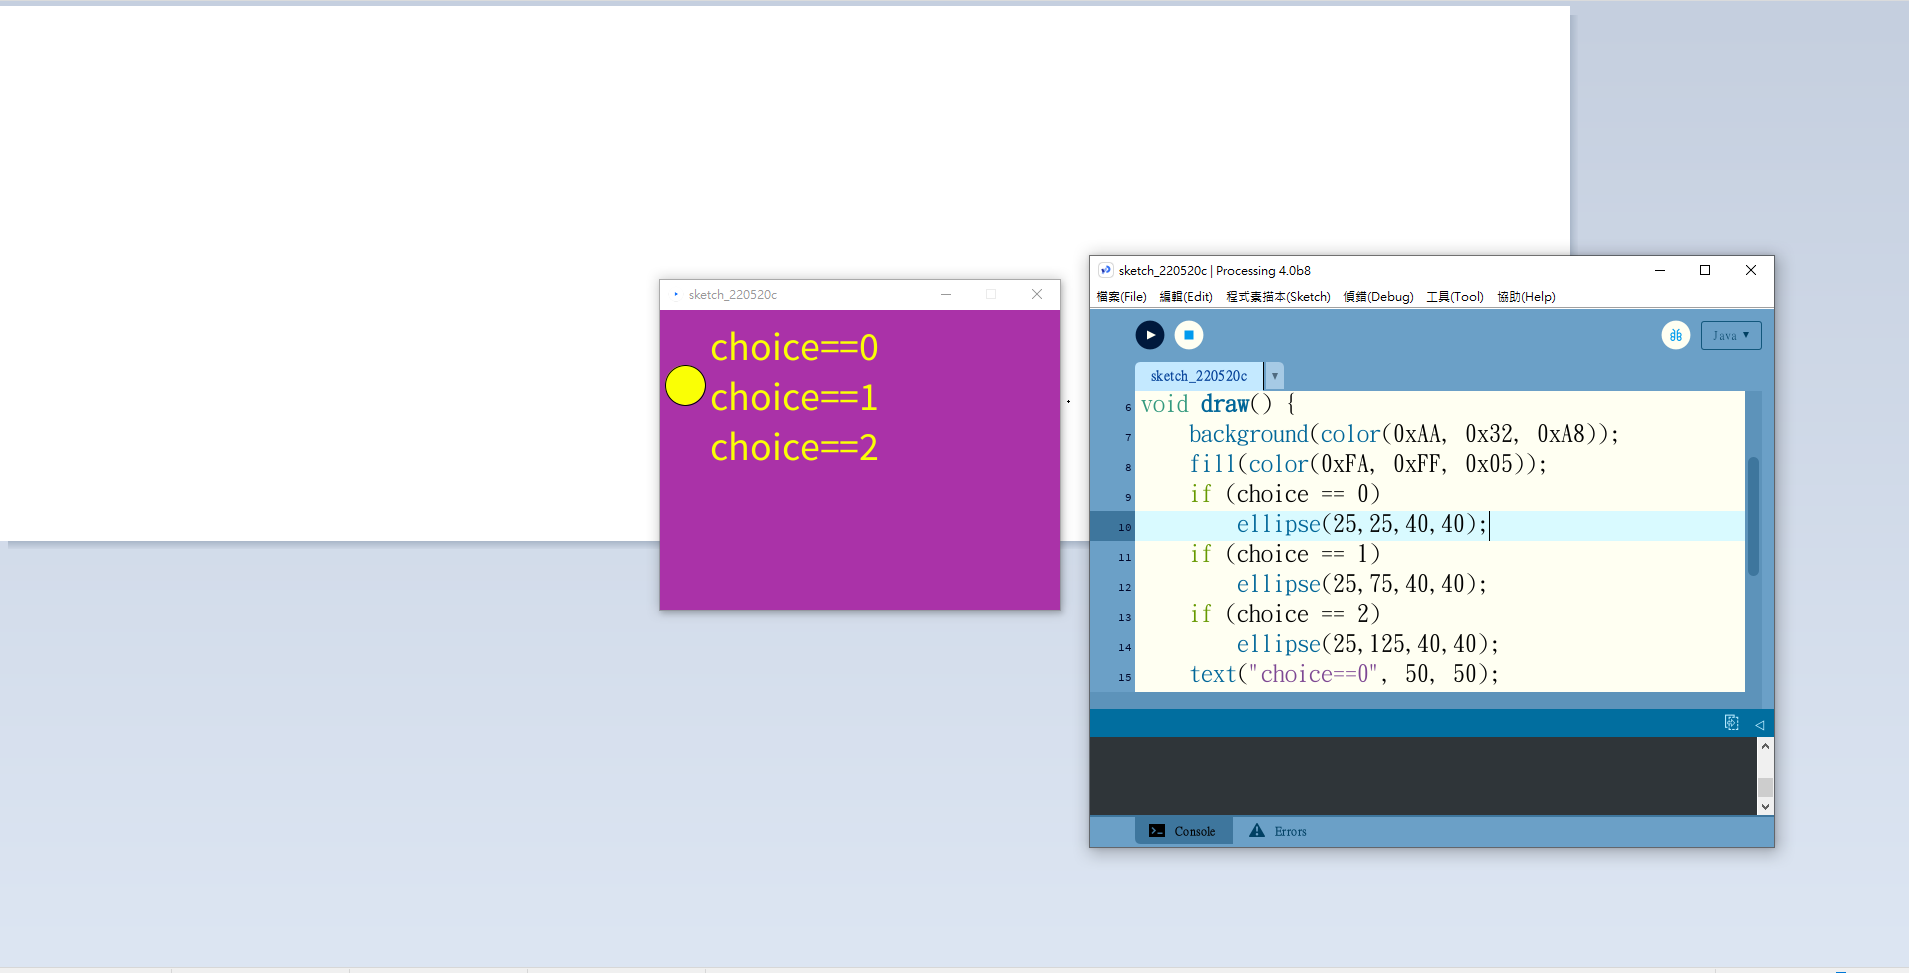 sketch_220520c
choice==0
choice==1
choice==2
sketch_220520c | Processing 4.0b8
檔案(File) 編輯(Edit) 程式素描本(Sketch) 偵錯(Debug) 工具(Tool) 協助(Help)
Java
sketch_220520c
6 void draw() {
7 background(color(0xAA, 0x32, 0xA8));
8 fill(color(0xFA, 0xFF, 0x05));
9 if (choice == 0)
10 ellipse(25,25,40,40);
11 if (choice == 1)
12 ellipse(25,75,40,40);
13 if (choice == 2)
14 ellipse(25,125,40,40);
15 text("choice==0", 50, 50);
Console Errors